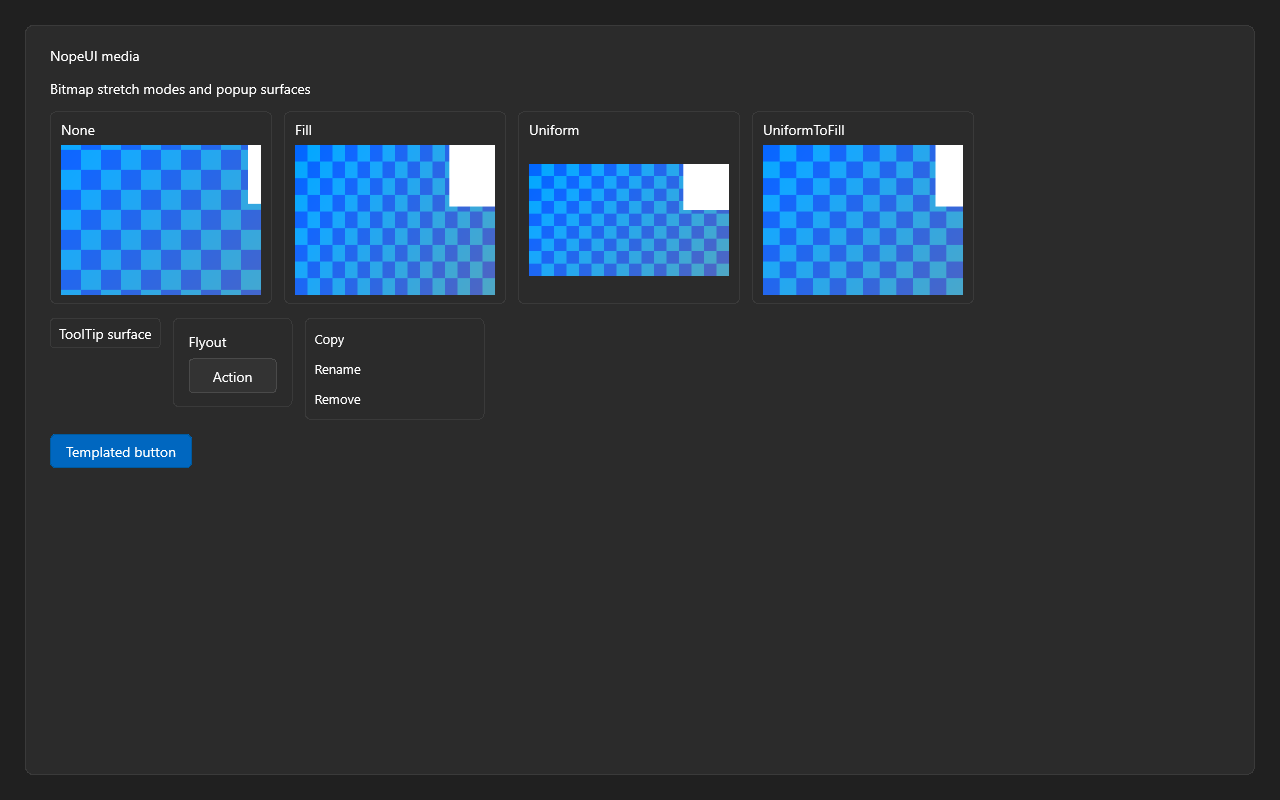 NopeUI media
Bitmap stretch modes and popup surfaces
None
Fill
Uniform
UniformToFill
ToolTip surface
Flyout
Action
Copy
Rename
Remove
Templated button